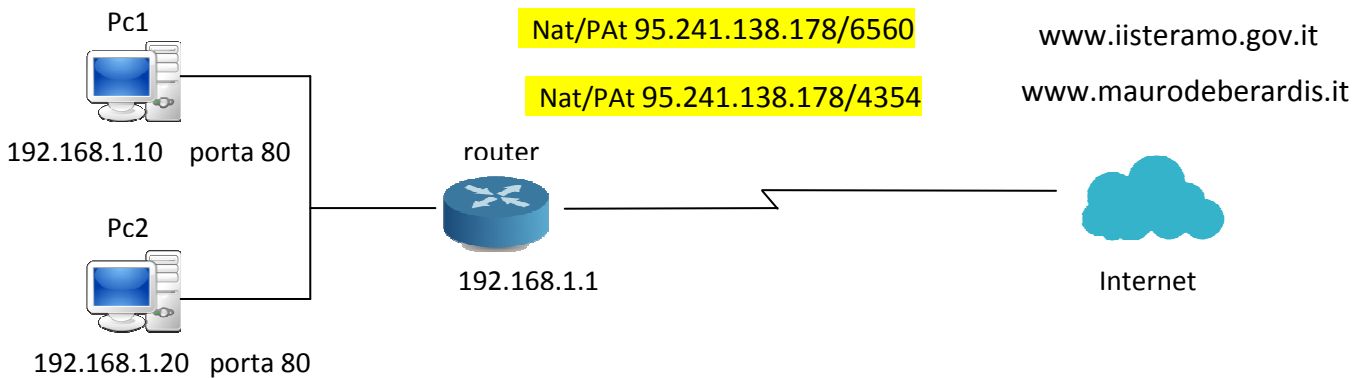 Pc1
Nat/PAt 95.241.138.178/6560
www.iisteramo.gov.it
Nat/PAt 95.241.138.178/4354
www.maurodeberardis.it
192.168.1.10 porta 80
router
Pc2
192.168.1.1
Internet
192.168.1.20 porta 80